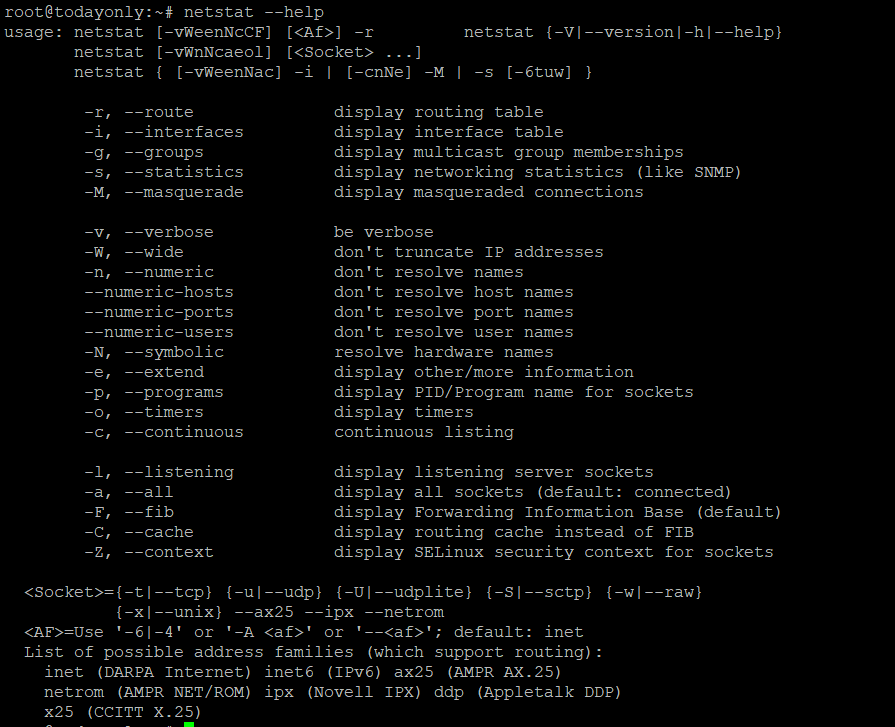 root@todayonly:~# netstat --help
usage: netstat [-vWeenNcCF] [<Af>] -r         netstat {-V|--version|-h|--help}
       netstat [-vWnNcaeol] [<Socket> ...]
       netstat { [-vWeenNac] -i | [-cnNe] -M | -s [-6tuw] }
        -r, --route              display routing table
        -i, --interfaces         display interface table
        -g, --groups             display multicast group memberships
        -s, --statistics         display networking statistics (like SNMP)
        -M, --masquerade         display masqueraded connections
        -v, --verbose            be verbose
        -W, --wide               don't truncate IP addresses
        -n, --numeric            don't resolve names
        --numeric-hosts          don't resolve host names
        --numeric-ports          don't resolve port names
        --numeric-users          don't resolve user names
        -N, --symbolic           resolve hardware names
        -e, --extend             display other/more information
        -p, --programs           display PID/Program name for sockets
        -o, --timers             display timers
        -c, --continuous         continuous listing
        -l, --listening          display listening server sockets
        -a, --all                display all sockets (default: connected)
        -F, --fib                display Forwarding Information Base (default)
        -C, --cache              display routing cache instead of FIB
        -Z, --context            display SELinux security context for sockets
  <Socket>={-t|--tcp} {-u|--udp} {-U|--udplite} {-S|--sctp} {-w|--raw}
           {-x|--unix} --ax25 --ipx --netrom
  <AF>=Use '-6|-4' or '-A <af>' or '--<af>'; default: inet
  List of possible address families (which support routing):
    inet (DARPA Internet) inet6 (IPv6) ax25 (AMPR AX.25)
    netrom (AMPR NET/ROM) ipx (Novell IPX) ddp (Appletalk DDP)
    x25 (CCITT X.25)